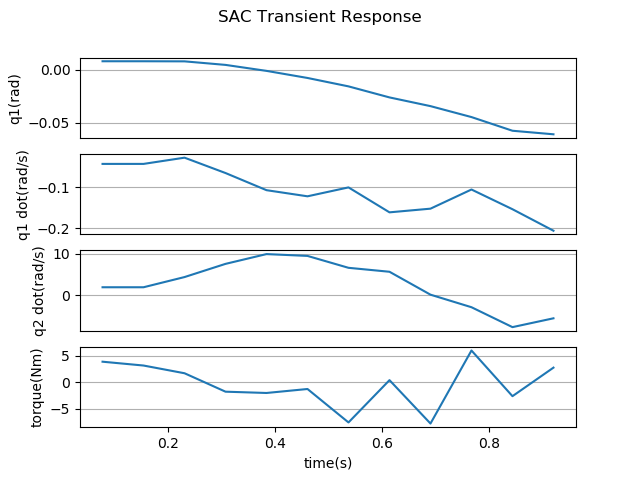 SAC Transient Response
q1(rad)
0.00
−0.05
q1 dot(rad/s)
−0.1
−0.2
q2 dot(rad/s)
10
0
torque(Nm)
5
0
−5
0.2 0.4 0.6 0.8
time(s)